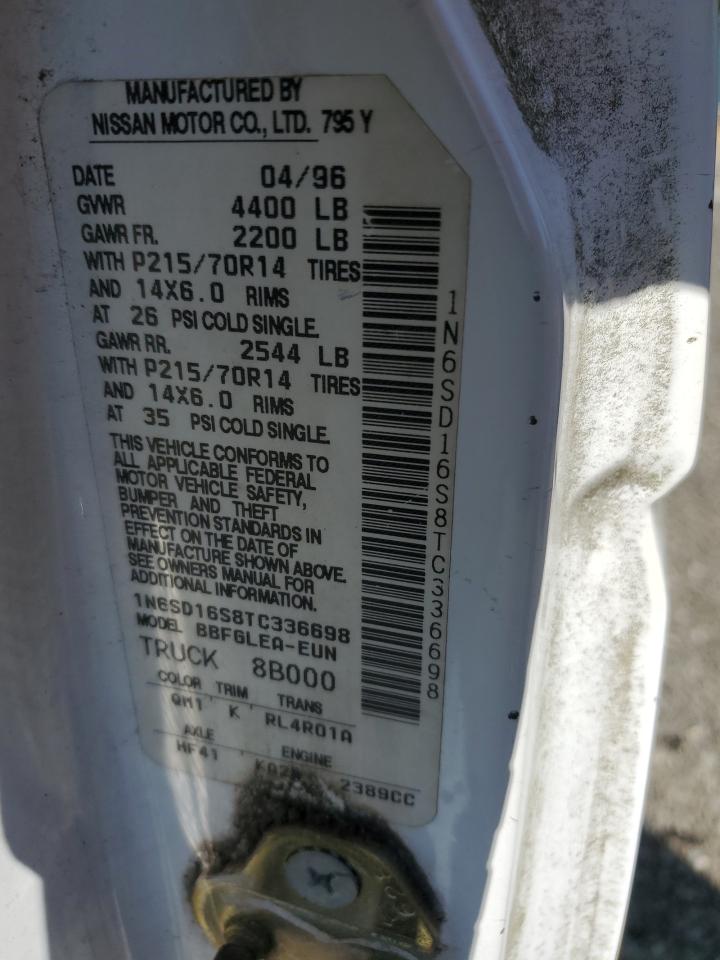 MANUFACTURED BY
NISSAN MOTOR CO., LTD. 795 Y
DATE 04/96
GVWR 4400 LB
GAWR FR. 2200 LB
WITH P215/70R14 TIRES
AND 14X6.0 RIMS
AT 26 PSI COLD SINGLE.
GAWR RR. 2544 LB
WITH P215/70R14 TIRES
AND 14X6.0 RIMS
AT 35 PSI COLD SINGLE.
THIS VEHICLE CONFORMS TO
ALL APPLICABLE FEDERAL
MOTOR VEHICLE SAFETY,
BUMPER AND THEFT
PREVENTION STANDARDS IN
EFFECT ON THE DATE OF
MANUFACTURE SHOWN ABOVE.
SEE OWNERS MANUAL FOR
ADDITIONAL INFORMATION.
1N6SD16S8TC336698
MODEL BBFGLEA-EUN
TRUCK 8B000
COLOR TRIM TRANS
QM1 K RL4R01A
AXLE ENGINE
HF41 2389CC
1N6SD16S8TC336698